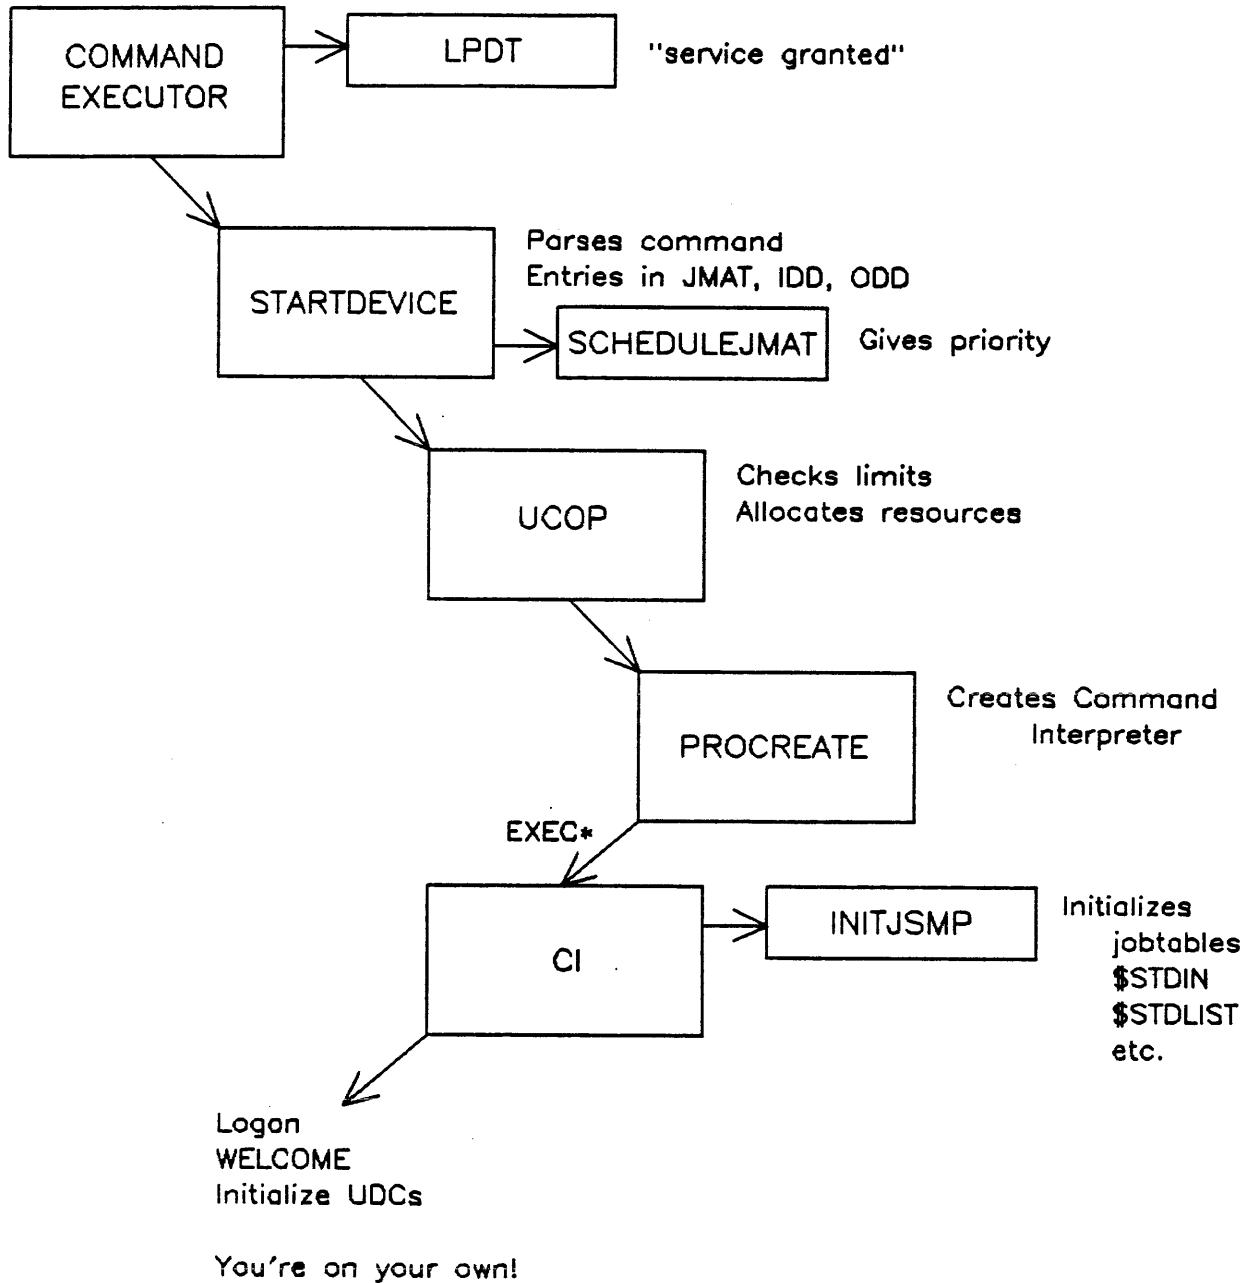 COMMAND
EXECUTOR
LPDT
"service granted"
STARTDEVICE
Parses command
Entries in JMAT, IDD, ODD
SCHEDULEJMAT
Gives priority
UCOP
Checks limits
Allocates resources
PROCREATE
Creates Command
Interpreter
EXEC*
CI
INITJSMP
Initializes
jobtables
$STDIN
$STDLIST
etc.
Logon
WELCOME
Initialize UDCs
You're on your own!